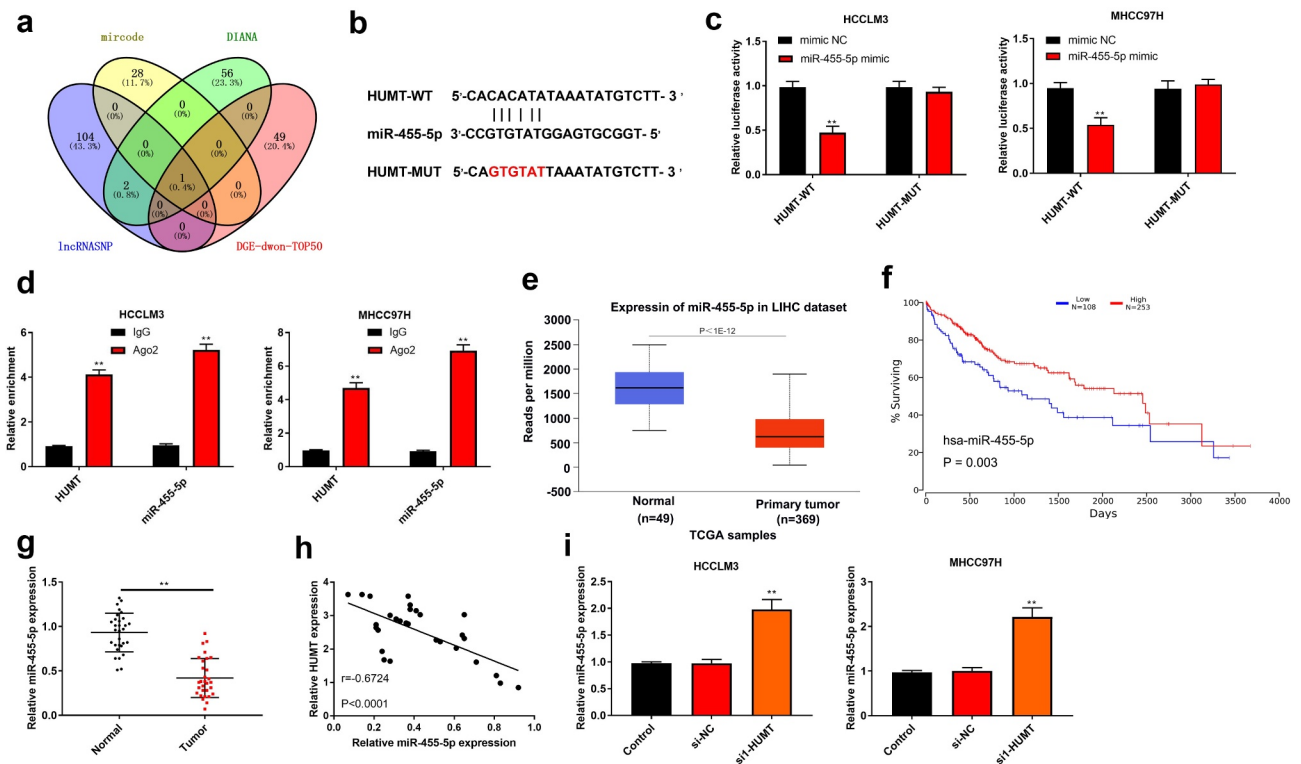 a
mircode
DIANA
28
(11.7%)
56
(23.3%)
0
(0%)
0
(0%)
0
(0%)
104
(43.3%)
0
(0%)
0
(0%)
49
(20.4%)
2
(0.8%)
1
(0.4%)
0
(0%)
0
(0%)
0
(0%)
0
(0%)
lncRNASNP
DGE-dwon-TOP50
b
HUMT-WT 5'-CACACATATAAATATGTCTT- 3 '
miR-455-5p 3'-CCGTGTATGGAGTGCGGT- 5'
HUMT-MUT 5'-CAGTGTATTAAATATGTCTT- 3 '
c
HCCLM3
mimic NC
miR-455-5p mimic
Relative luciferase activity
1.5
1.0
0.5
0.0
**
HUMT-WT
HUMT-MUT
MHCC97H
mimic NC
miR-455-5p mimic
Relative luciferase activity
1.5
1.0
0.5
0.0
**
HUMT-WT
HUMT-MUT
d
HCCLM3
IgG
Ago2
Relative enrichment
6
4
2
0
**
**
HUMT
miR-455-5p
MHCC97H
IgG
Ago2
Relative enrichment
8
6
4
2
0
**
**
HUMT
miR-455-5p
e
Expressin of miR-455-5p in LIHC dataset
P<1E-12
Reads per million
3000
2500
2000
1500
1000
500
0
-500
Normal
(n=49)
Primary tumor
(n=369)
TCGA samples
f
Low
N=108
High
N=253
% Surviving
100
80
60
40
20
0
hsa-miR-455-5p
P = 0.003
0
500
1000
1500
2000
2500
3000
3500
4000
Days
g
Relative miR-455-5p expression
1.5
1.0
0.5
0.0
**
Normal
Tumor
h
Relative HUMT expression
4
3
2
1
0
r=-0.6724
P<0.0001
0.0
0.2
0.4
0.6
0.8
1.0
Relative miR-455-5p expression
i
HCCLM3
Relative miR-455-5p expression
2.5
2.0
1.5
1.0
0.5
0.0
**
Control
si-NC
si1-HUMT
MHCC97H
Relative miR-455-5p expression
3
2
1
0
**
Control
si-NC
si1-HUMT